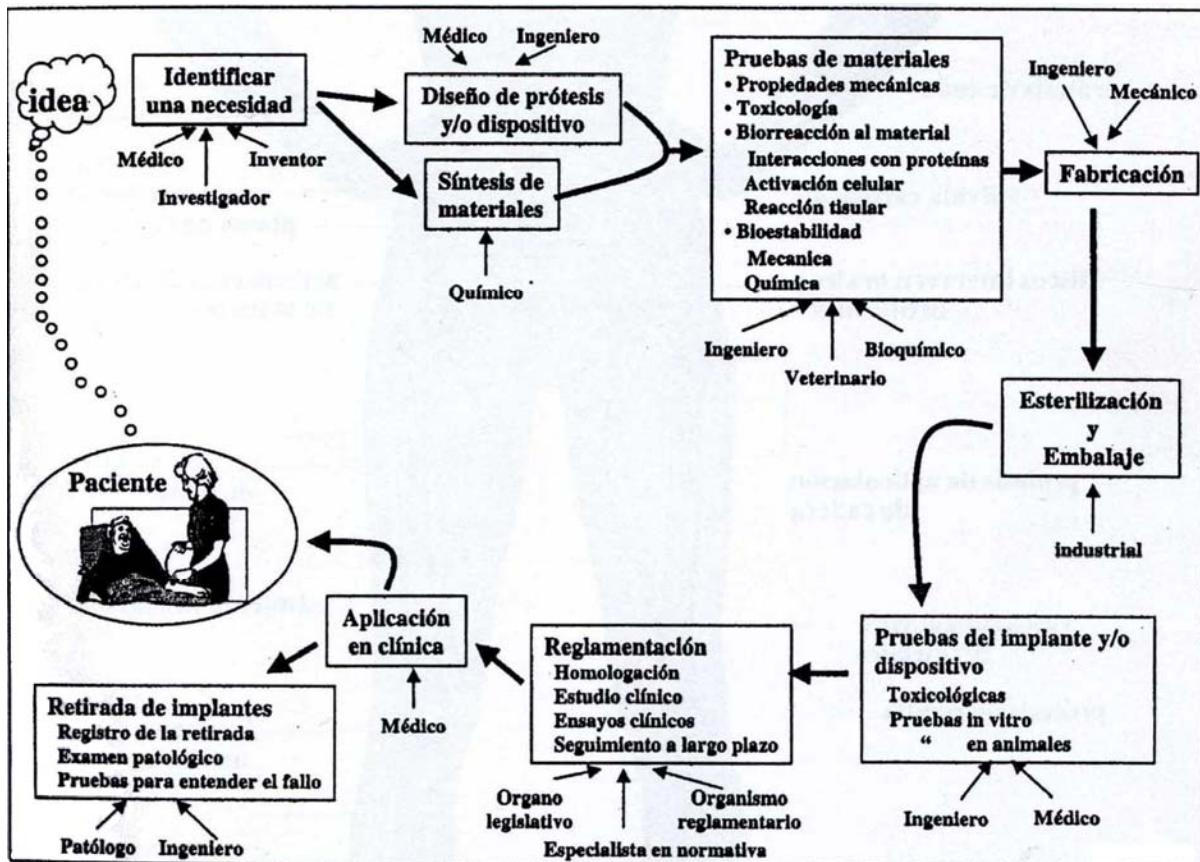 idea
Identificar
una necesidad
Médico
Inventor
Investigador
Médico
Ingeniero
Diseño de prótesis
y/o dispositivo
Síntesis de
materiales
Químico
Pruebas de materiales
• Propiedades mecánicas
• Toxicología
• Biorreacción al material
Interacciones con proteínas
Activación celular
Reacción tisular
• Bioestabilidad
Mecanica
Química
Ingeniero
Bioquímico
Veterinario
Ingeniero
Mecánico
Fabricación
Esterilización
y
Embalaje
industrial
Pruebas del implante y/o
dispositivo
Toxicológicas
Pruebas in vitro
“ en animales
Ingeniero
Médico
Reglamentación
Homologación
Estudio clínico
Ensayos clínicos
Seguimiento a largo plazo
Organo
legislativo
Organismo
reglamentario
Especialista en normativa
Aplicación
en clínica
Médico
Paciente
Retirada de implantes
Registro de la retirada
Examen patológico
Pruebas para entender el fallo
Patólogo
Ingeniero